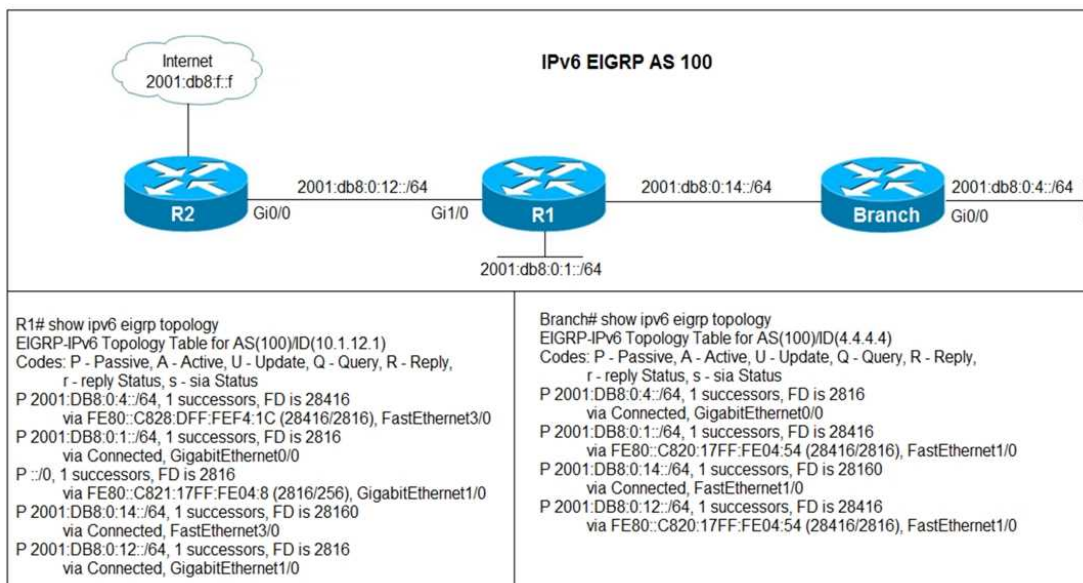 Internet
2001:db8:f::f
IPv6 EIGRP AS 100
2001:db8:0:12::/64
2001:db8:0:14::/64
2001:db8:0:4::/64
R2
Gi0/0
Gi1/0
R1
Branch
Gi0/0
2001:db8:0:1::/64
R1# show ipv6 eigrp topology
EIGRP-IPv6 Topology Table for AS(100)/ID(10.1.12.1)
Codes: P - Passive, A - Active, U - Update, Q - Query, R - Reply,
r - reply Status, s - sia Status
P 2001:DB8:0:4::/64, 1 successors, FD is 28416
via FE80::C828:DFF:FEF4:1C (28416/2816), FastEthernet3/0
P 2001:DB8:0:1::/64, 1 successors, FD is 2816
via Connected, GigabitEthernet0/0
P ::/0, 1 successors, FD is 2816
via FE80::C821:17FF:FE04:8 (2816/256), GigabitEthernet1/0
P 2001:DB8:0:14::/64, 1 successors, FD is 28160
via Connected, FastEthernet3/0
P 2001:DB8:0:12::/64, 1 successors, FD is 2816
via Connected, GigabitEthernet1/0
Branch# show ipv6 eigrp topology
EIGRP-IPv6 Topology Table for AS(100)/ID(4.4.4.4)
Codes: P - Passive, A - Active, U - Update, Q - Query, R - Reply,
r - reply Status, s - sia Status
P 2001:DB8:0:4::/64, 1 successors, FD is 2816
via Connected, GigabitEthernet0/0
P 2001:DB8:0:1::/64, 1 successors, FD is 28416
via FE80::C820:17FF:FE04:54 (28416/2816), FastEthernet1/0
P 2001:DB8:0:14::/64, 1 successors, FD is 28160
via Connected, FastEthernet1/0
P 2001:DB8:0:12::/64, 1 successors, FD is 28416
via FE80::C820:17FF:FE04:54 (28416/2816), FastEthernet1/0